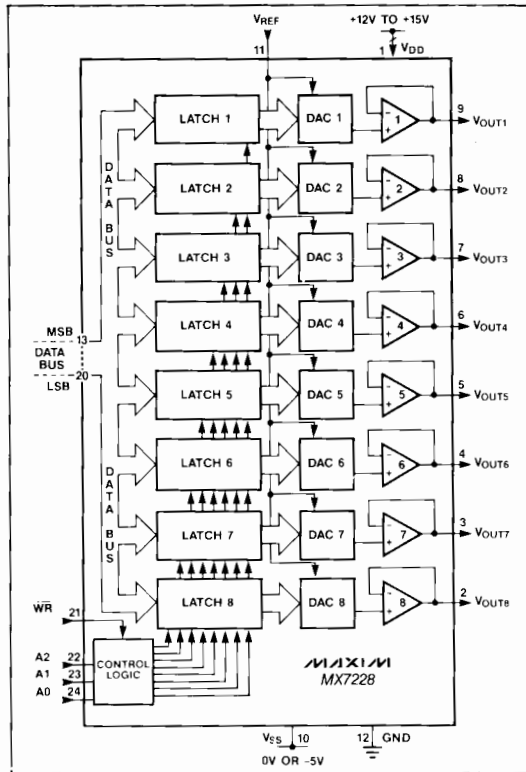 VREF
+12V TO +15V
11
1 VDD
LATCH 1
DAC 1
-
+
1
9
VOUT1
LATCH 2
DAC 2
-
+
2
8
VOUT2
LATCH 3
DAC 3
-
+
3
7
VOUT3
LATCH 4
DAC 4
-
+
4
6
VOUT4
LATCH 5
DAC 5
-
+
5
5
VOUT5
LATCH 6
DAC 6
-
+
6
4
VOUT6
LATCH 7
DAC 7
-
+
7
3
VOUT7
LATCH 8
DAC 8
-
+
8
2
VOUT8
DATA BUS
MSB
13
DATA
BUS
20
LSB
DATA BUS
WR
21
A2 22
A1 23
A0 24
CONTROL
LOGIC
MAXIM
MX7228
VSS 10
0V OR -5V
12 GND